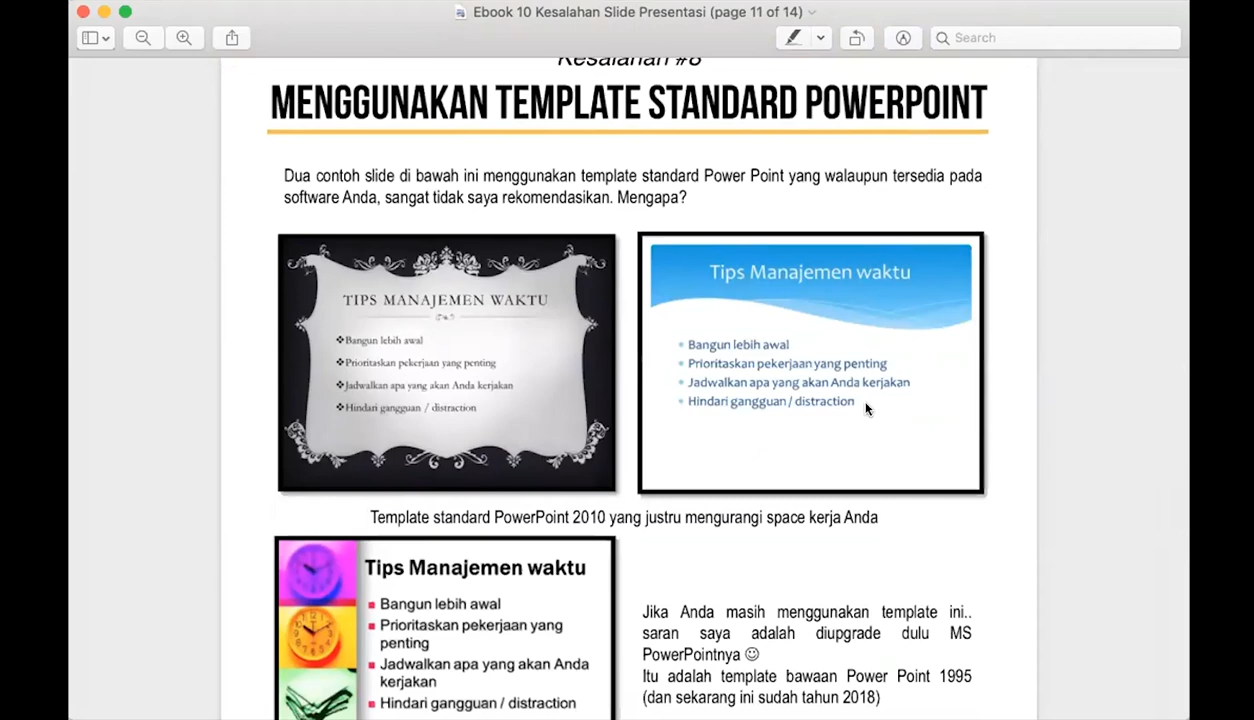 Ebook 10 Kesalahan Slide Presentasi (page 11 of 14)
Search
Kesalahan #8
MENGGUNAKAN TEMPLATE STANDARD POWERPOINT
Dua contoh slide di bawah ini menggunakan template standard Power Point yang walaupun tersedia pada
software Anda, sangat tidak saya rekomendasikan. Mengapa?
TIPS MANAJEMEN WAKTU
❖Bangun lebih awal
❖Prioritaskan pekerjaan yang penting
❖Jadwalkan apa yang akan Anda kerjakan
❖Hindari gangguan / distraction
Tips Manajemen waktu
• Bangun lebih awal
• Prioritaskan pekerjaan yang penting
• Jadwalkan apa yang akan Anda kerjakan
• Hindari gangguan / distraction
Template standard PowerPoint 2010 yang justru mengurangi space kerja Anda
Tips Manajemen waktu
▪ Bangun lebih awal
▪ Prioritaskan pekerjaan yang
penting
▪ Jadwalkan apa yang akan Anda
kerjakan
▪ Hindari gangguan / distraction
Jika Anda masih menggunakan template ini..
saran saya adalah diupgrade dulu MS
PowerPointnya ☺
Itu adalah template bawaan Power Point 1995
(dan sekarang ini sudah tahun 2018)